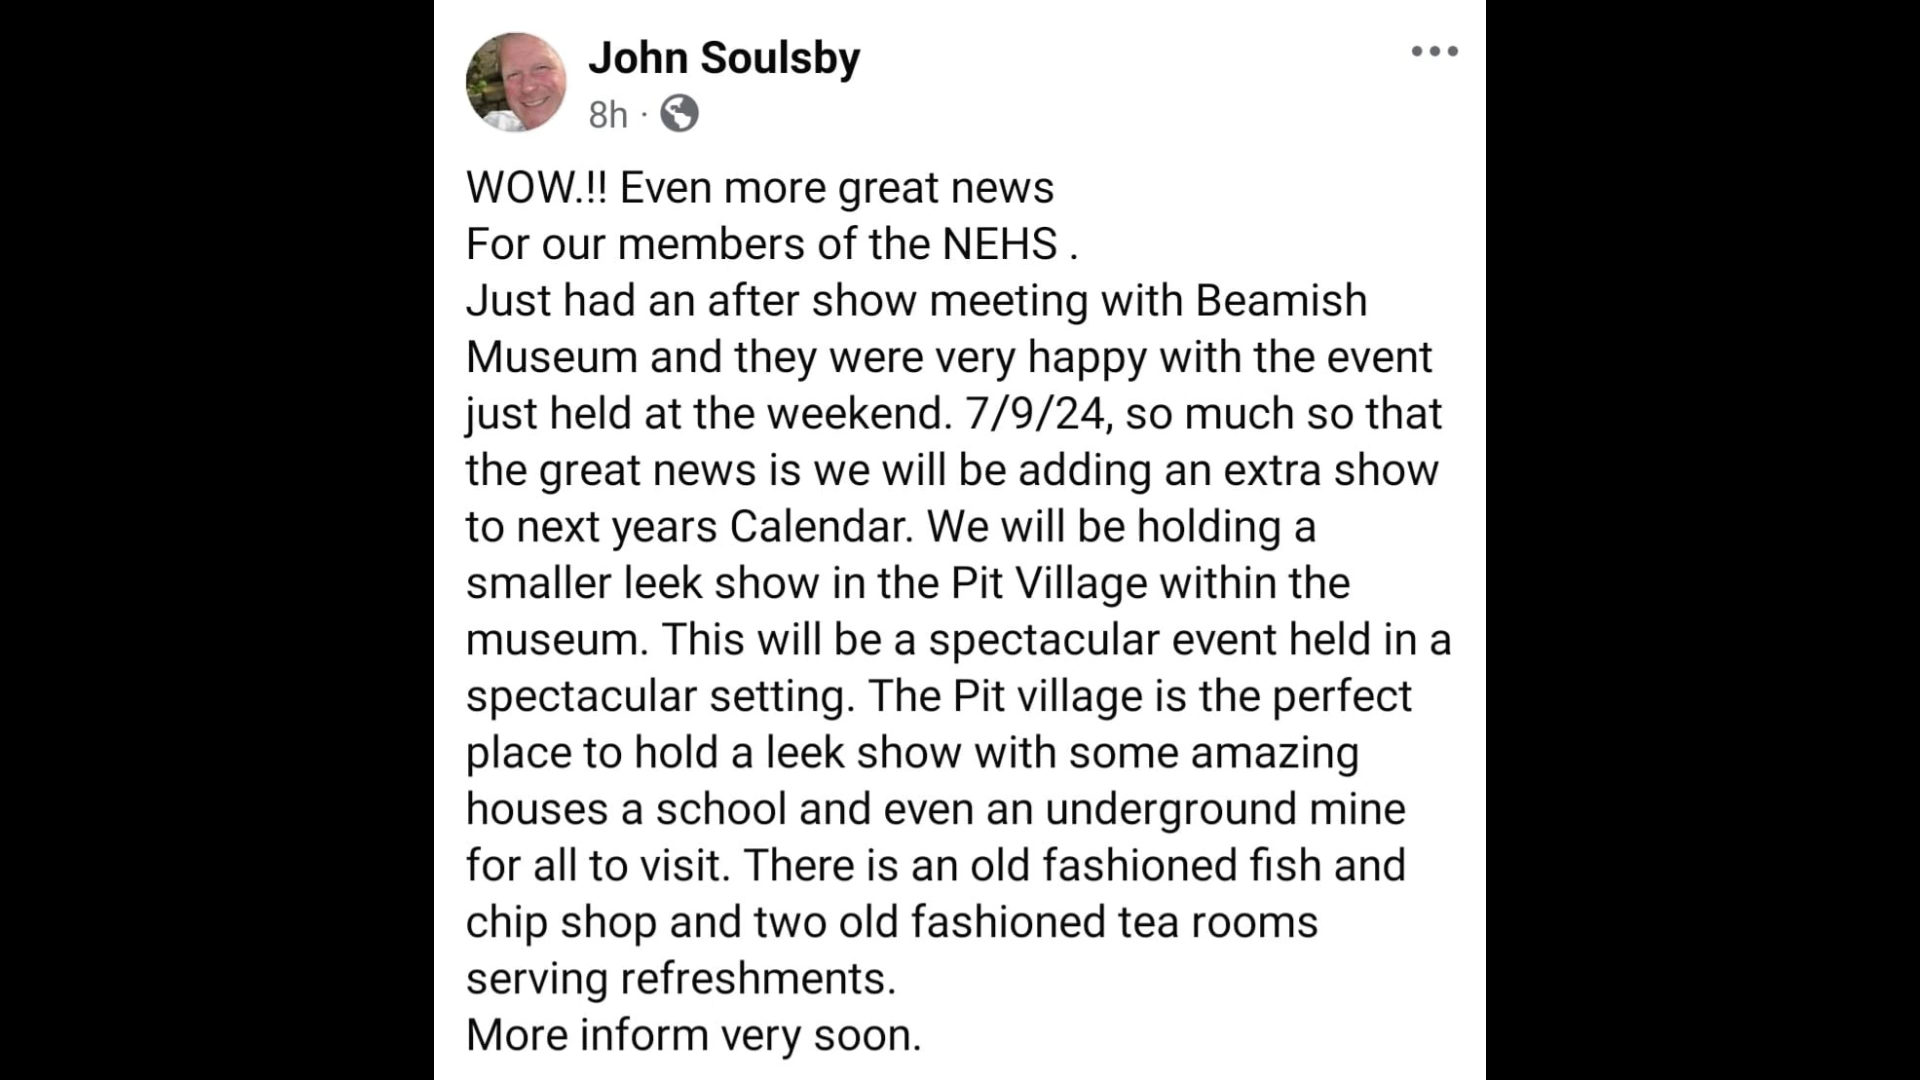 John Soulsby
8h ·
WOW.!! Even more great news
For our members of the NEHS .
Just had an after show meeting with Beamish
Museum and they were very happy with the event
just held at the weekend. 7/9/24, so much so that
the great news is we will be adding an extra show
to next years Calendar. We will be holding a
smaller leek show in the Pit Village within the
museum. This will be a spectacular event held in a
spectacular setting. The Pit village is the perfect
place to hold a leek show with some amazing
houses a school and even an underground mine
for all to visit. There is an old fashioned fish and
chip shop and two old fashioned tea rooms
serving refreshments.
More inform very soon.